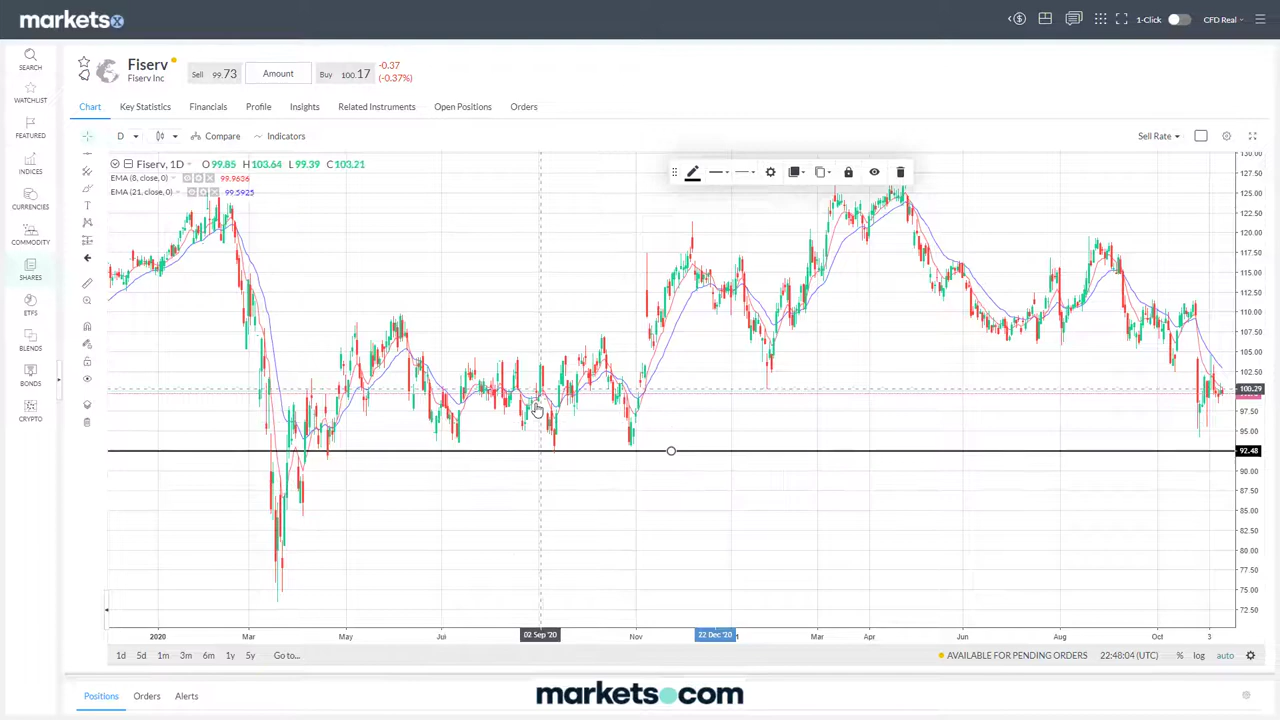 marketsx
1-Click
CFD Real
SEARCH
WATCHLIST
FEATURED
INDICES
CURRENCIES
COMMODITY
SHARES
ETFS
BLENDS
BONDS
CRYPTO
Fiserv
Fiserv Inc
Sell 99.73
Amount
Buy 100.17
-0.37
(-0.37%)
Chart
Key Statistics
Financials
Profile
Insights
Related Instruments
Open Positions
Orders
D
Compare
Indicators
Sell Rate
Fiserv, 1D
O 99.85 H 103.64 L 99.39 C 103.21
EMA (8, close, 0) 99.9636
EMA (21, close, 0) 99.5925
130.00
127.50
125.00
122.50
120.00
117.50
115.00
112.50
110.00
107.50
105.00
102.50
100.29
97.50
95.00
92.48
90.00
87.50
85.00
82.50
80.00
77.50
75.00
72.50
2020
Mar
May
Jul
02 Sep '20
Nov
22 Dec '20
Mar
Apr
Jun
Aug
Oct
3
1d
5d
1m
3m
6m
1y
5y
Go to...
AVAILABLE FOR PENDING ORDERS
22:48:04 (UTC)
%
log
auto
Positions
Orders
Alerts
markets.com